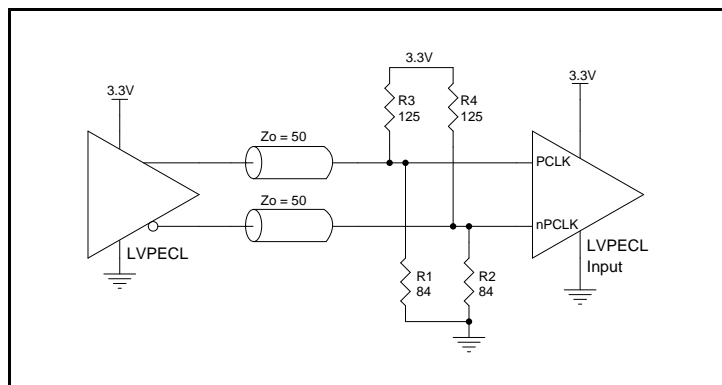 3.3V
R3
125
R4
125
3.3V
3.3V
Zo = 50
PCLK
Zo = 50
nPCLK
LVPECL
LVPECL
Input
R1
84
R2
84